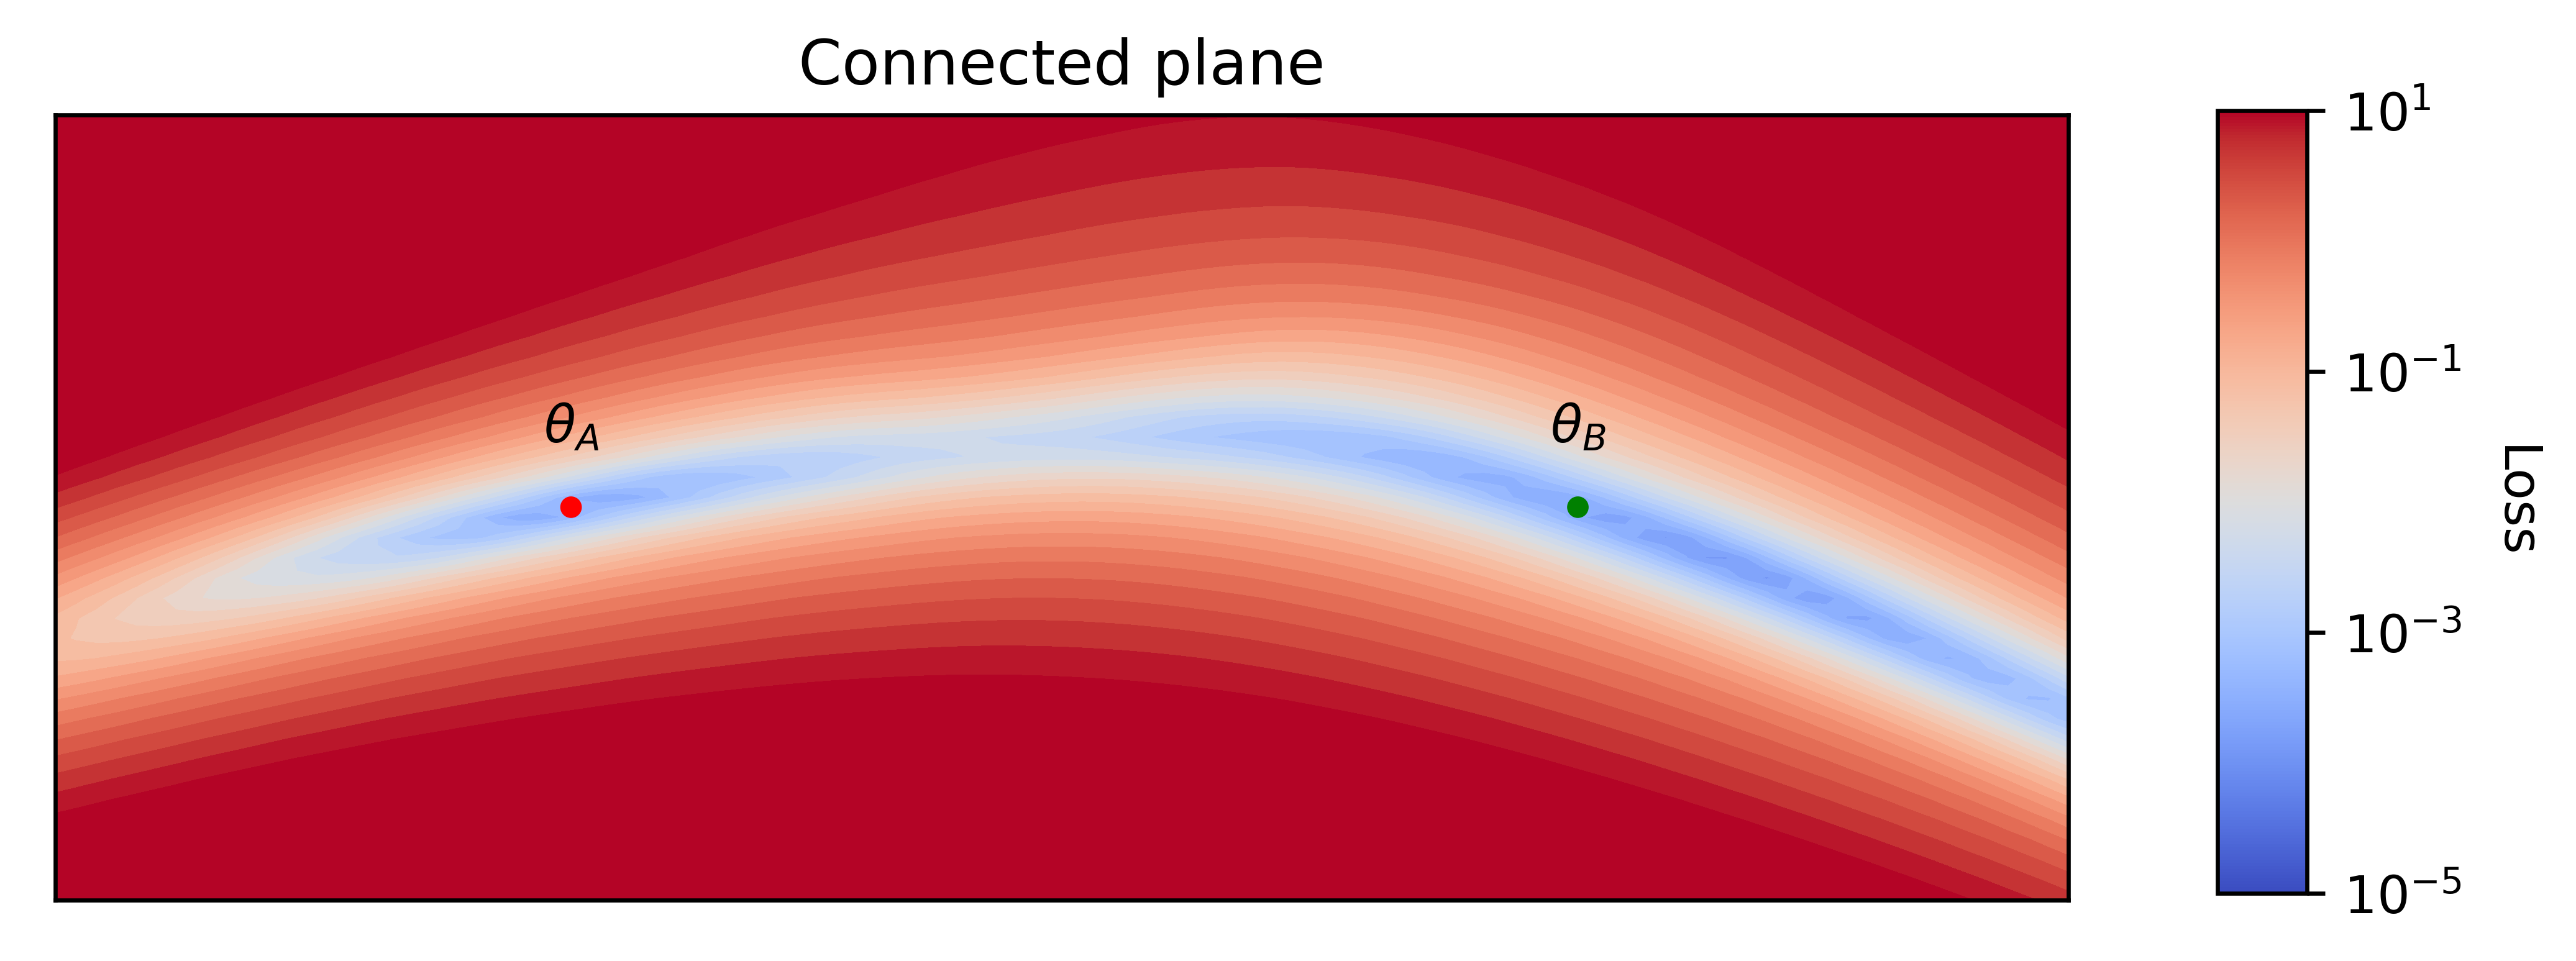 Connected plane
θ_A
θ_B
10^1
10^−1
10^−3
10^−5
Loss